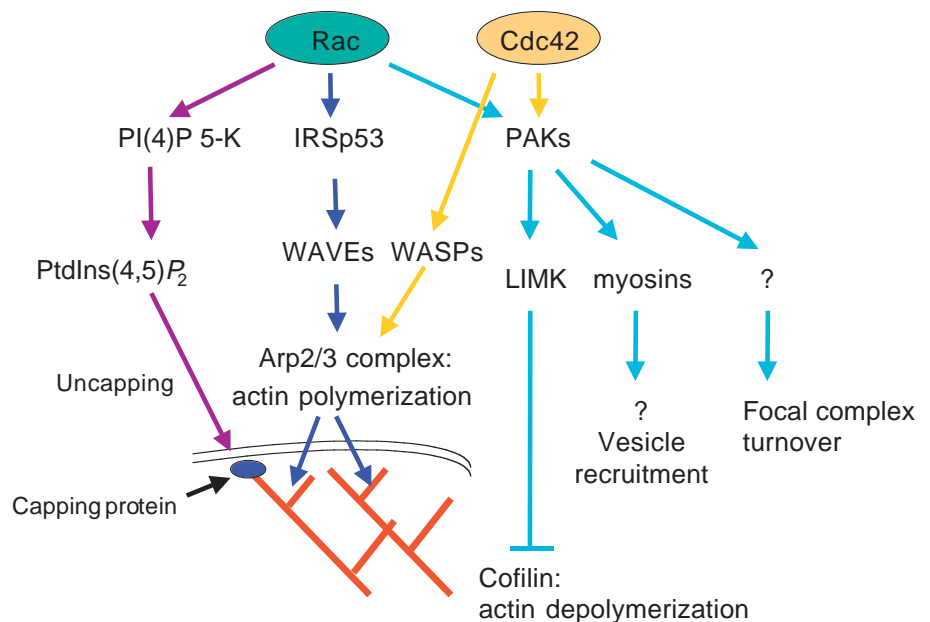 Rac
Cdc42
PI(4)P 5-K
IRSp53
PAKs
PtdIns(4,5)P2
WAVEs
WASPs
LIMK
myosins
?
Arp2/3 complex:
actin polymerization
Uncapping
?
Vesicle
recruitment
Focal complex
turnover
Capping protein
Cofilin:
actin depolymerization